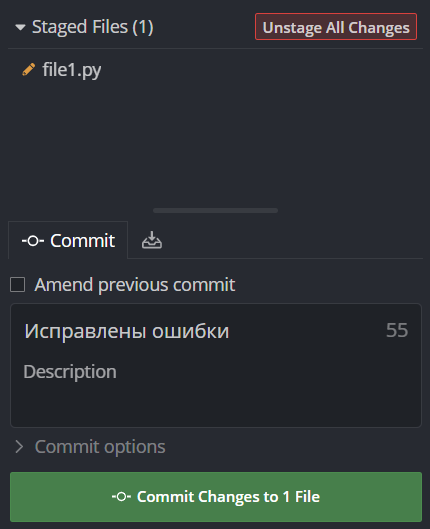 Staged Files (1)
Unstage All Changes
file1.py
Commit
Amend previous commit
Исправлены ошибки 55
Description
Commit options
Commit Changes to 1 File